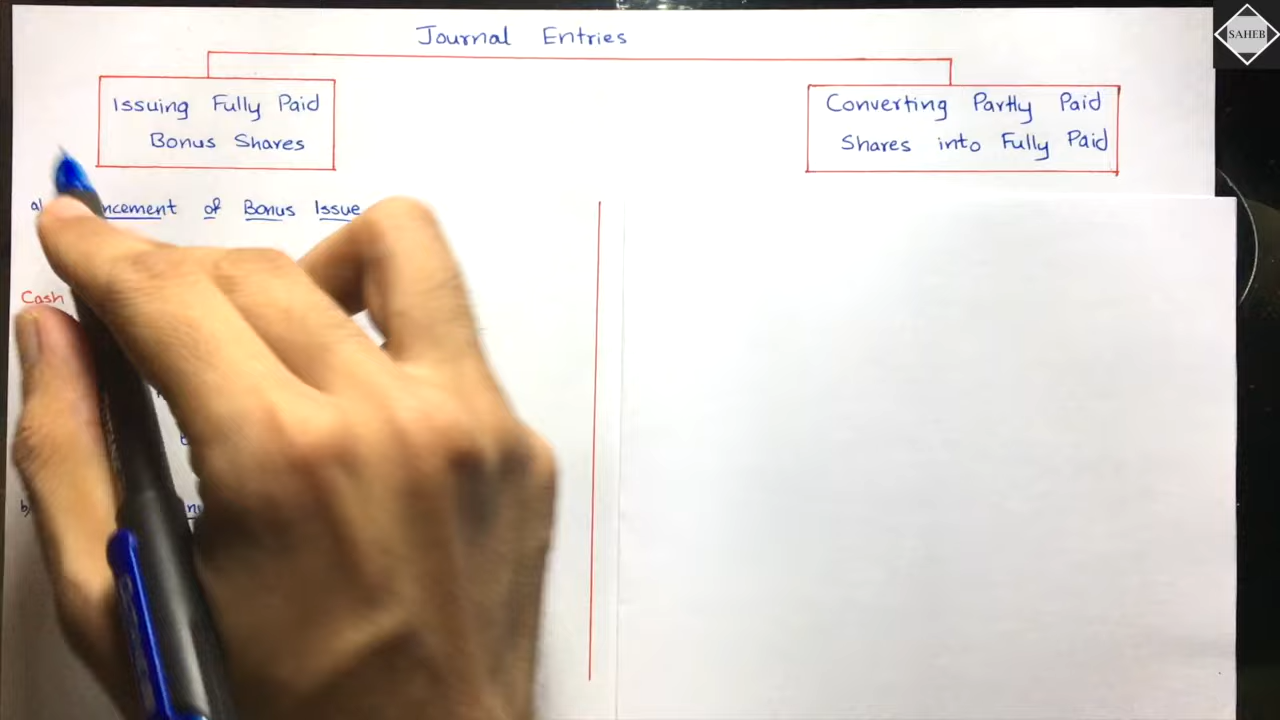 Journal Entries
Issuing Fully Paid
Bonus Shares
Converting Partly Paid
Shares into Fully Paid
a) of Bonus Issue
Cash
b)
SAHEB